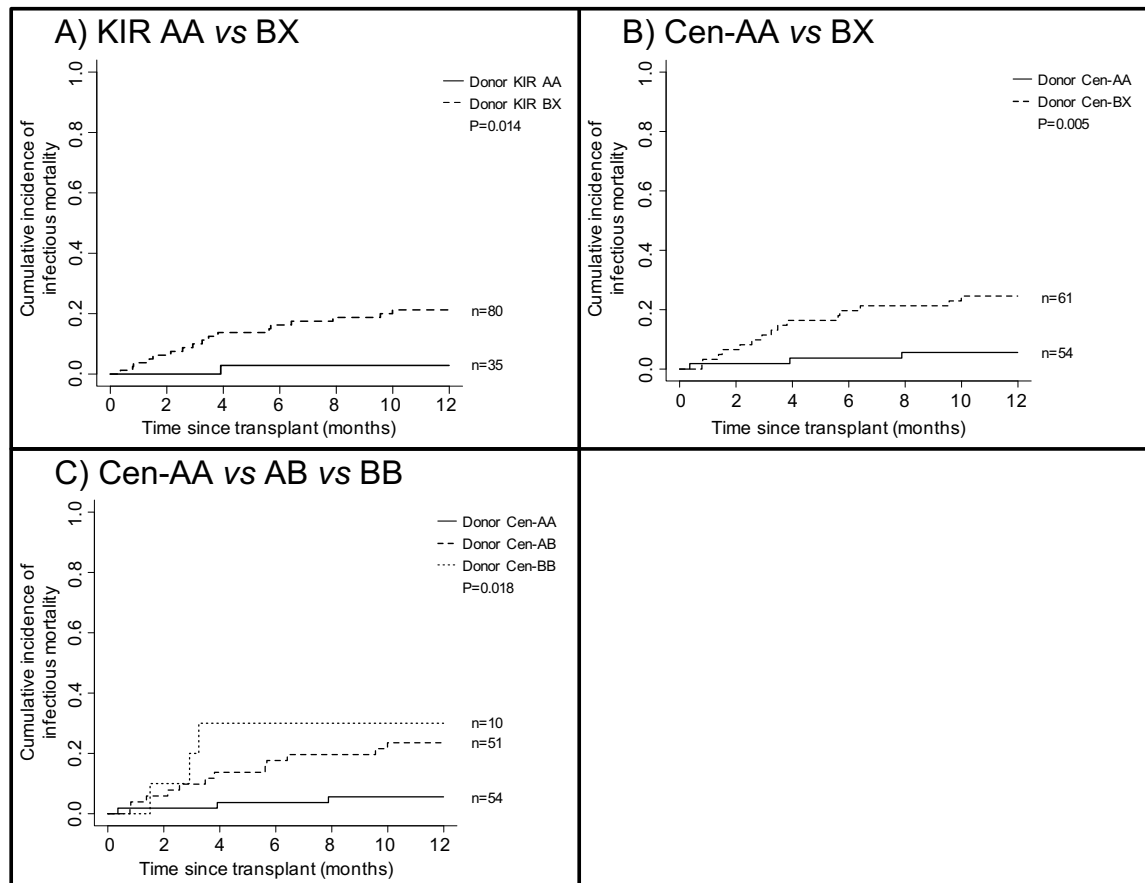 A) KIR AA vs BX
Cumulative incidence of
infectious mortality
1.0
0.8
0.6
0.4
0.2
0.0
Donor KIR AA
Donor KIR BX
P=0.014
n=80
n=35
0 2 4 6 8 10 12
Time since transplant (months)
B) Cen-AA vs BX
Cumulative incidence of
infectious mortality
1.0
0.8
0.6
0.4
0.2
0.0
Donor Cen-AA
Donor Cen-BX
P=0.005
n=61
n=54
0 2 4 6 8 10 12
Time since transplant (months)
C) Cen-AA vs AB vs BB
Cumulative incidence of
infectious mortality
1.0
0.8
0.6
0.4
0.2
0.0
Donor Cen-AA
Donor Cen-AB
Donor Cen-BB
P=0.018
n=10
n=51
n=54
0 2 4 6 8 10 12
Time since transplant (months)